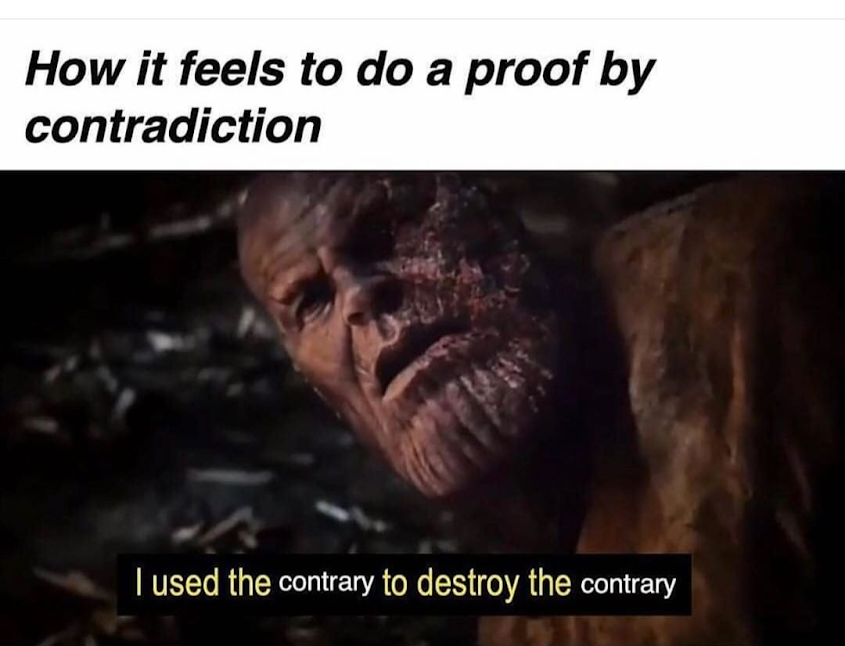 How it feels to do a proof by
contradiction
I used the contrary to destroy the contrary